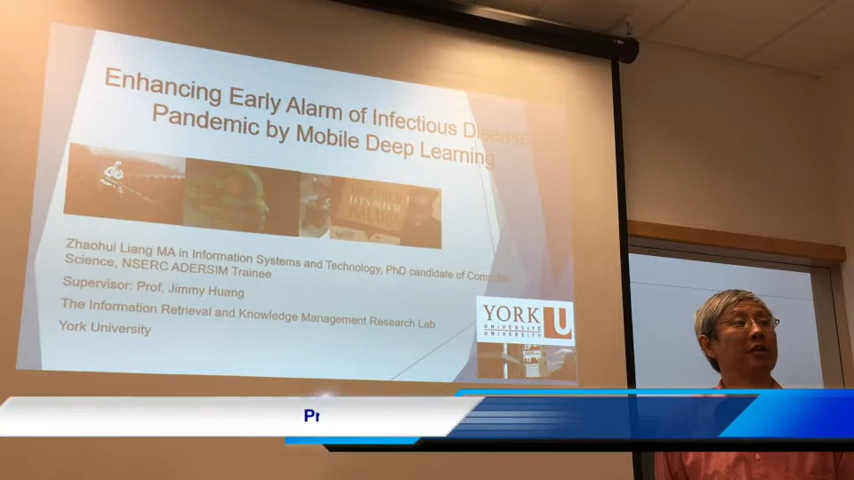 Enhancing Early Alarm of Infectious Disease
Pandemic by Mobile Deep Learning
Zhaohui Liang MA in Information Systems and Technology, PhD candidate of Computer
Science, NSERC ADERSIM Trainee
Supervisor: Prof. Jimmy Huang
The Information Retrieval and Knowledge Management Research Lab
York University
YORK U
UNIVERSITÉ
UNIVERSITY
Pr